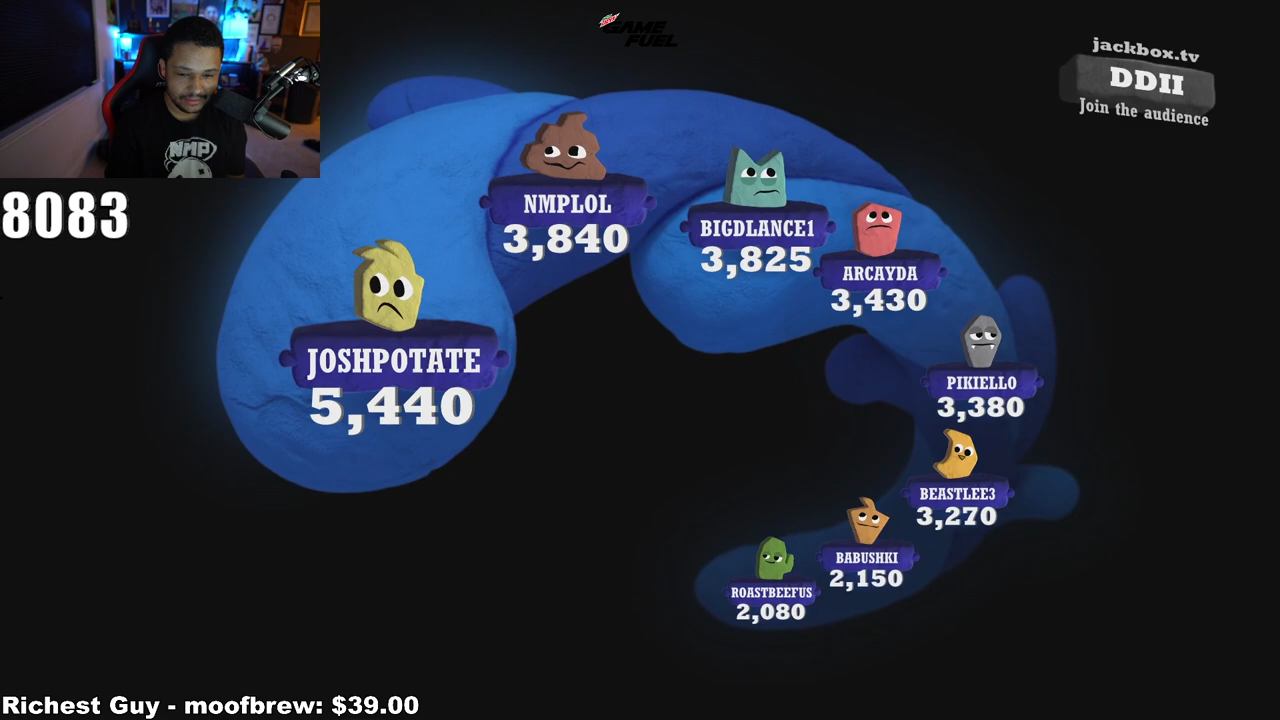 GAME
FUEL
jackbox.tv
DDII
Join the audience
NMP
8083
NMPLOL
3,840
BIGDLANCE1
3,825
ARCAYDA
3,430
JOSHPOTATE
5,440
PIKIELLO
3,380
BEASTLEE3
3,270
BABUSHKI
2,150
ROASTBEEFUS
2,080
Richest Guy - moofbrew: $39.00